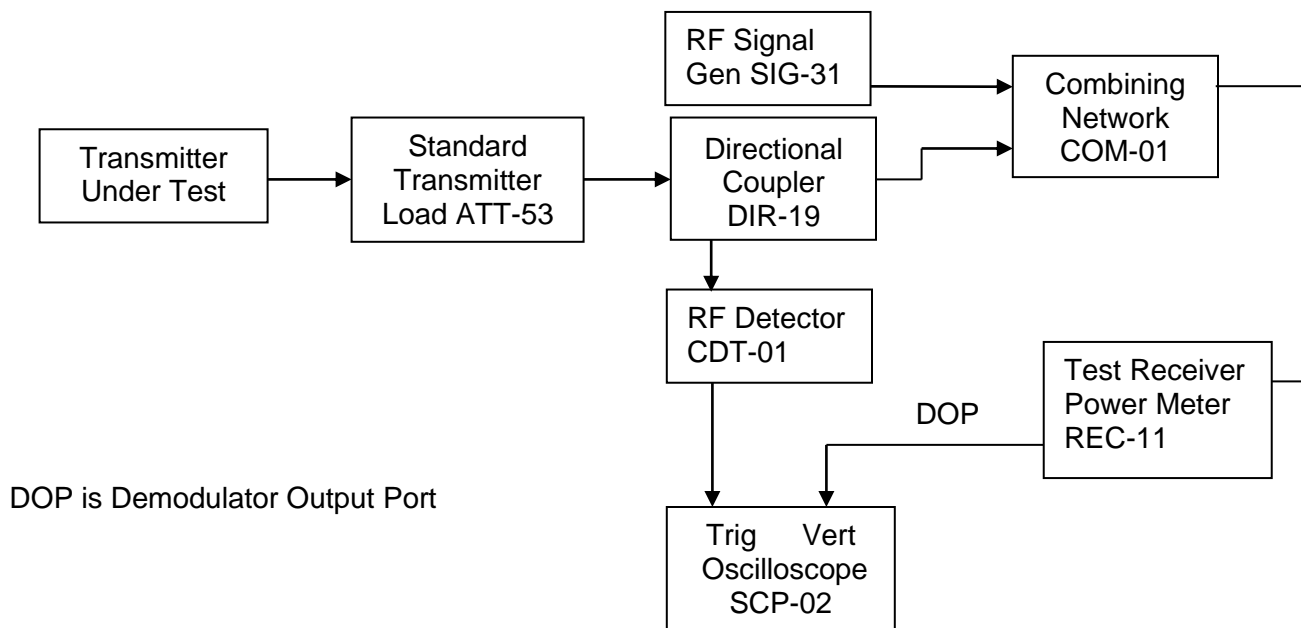 RF Signal
Gen SIG-31
Combining
Network
COM-01
Transmitter
Under Test
Standard
Transmitter
Load ATT-53
Directional
Coupler
DIR-19
RF Detector
CDT-01
Test Receiver
Power Meter
REC-11
DOP
DOP is Demodulator Output Port
Trig Vert
Oscilloscope
SCP-02